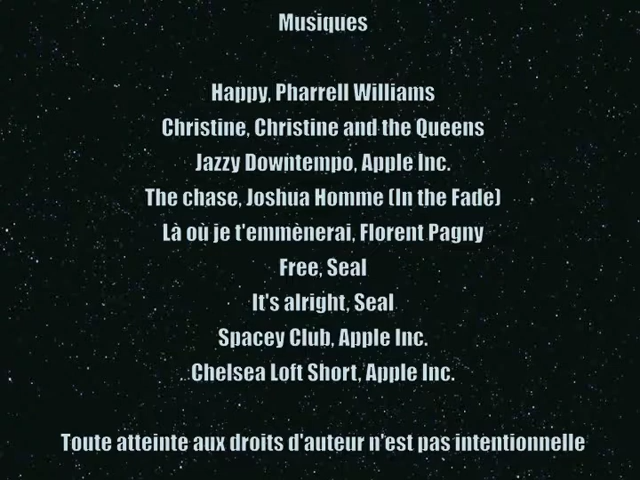 Musiques
Happy, Pharrell Williams
Christine, Christine and the Queens
Jazzy Downtempo, Apple Inc.
The chase, Joshua Homme (In the Fade)
Là où je t'emmènerai, Florent Pagny
Free, Seal
It's alright, Seal
Spacey Club, Apple Inc.
Chelsea Loft Short, Apple Inc.
Toute atteinte aux droits d'auteur n'est pas intentionnelle